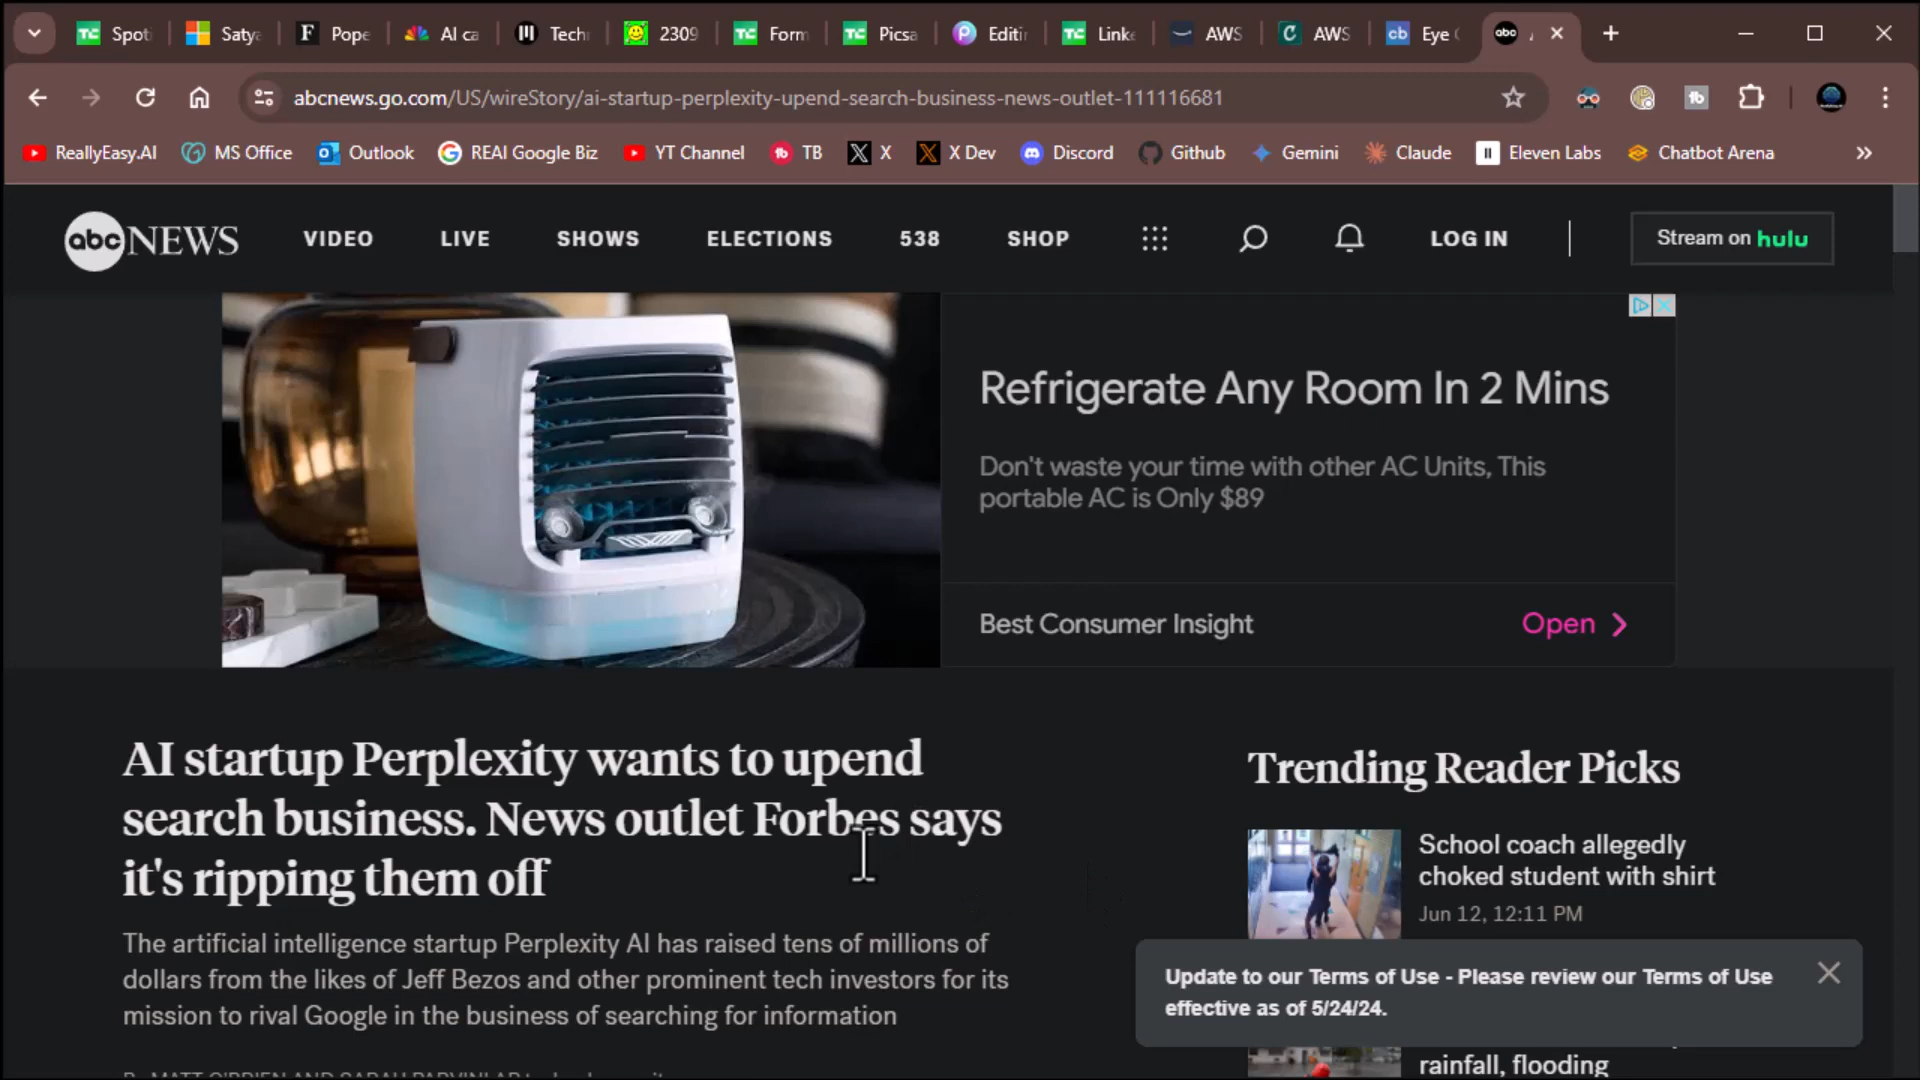 Spoti
Satya
Pope
AI ca
Techi
2309
Form
Picsa
Editi
Linke
AWS
AWS
Eye
abcnews.go.com/US/wireStory/ai-startup-perplexity-upend-search-business-news-outlet-111116681
ReallyEasy.AI MS Office Outlook REAI Google Biz YT Channel TB X X Dev Discord Github Gemini Claude Eleven Labs Chatbot Arena
abc NEWS VIDEO LIVE SHOWS ELECTIONS 538 SHOP LOG IN Stream on hulu
Refrigerate Any Room In 2 Mins
Don't waste your time with other AC Units, This
portable AC is Only $89
Best Consumer Insight Open
AI startup Perplexity wants to upend
search business. News outlet Forbes says
it's ripping them off
The artificial intelligence startup Perplexity AI has raised tens of millions of
dollars from the likes of Jeff Bezos and other prominent tech investors for its
mission to rival Google in the business of searching for information
Trending Reader Picks
School coach allegedly
choked student with shirt
Jun 12, 12:11 PM
Update to our Terms of Use - Please review our Terms of Use
effective as of 5/24/24.
rainfall, flooding